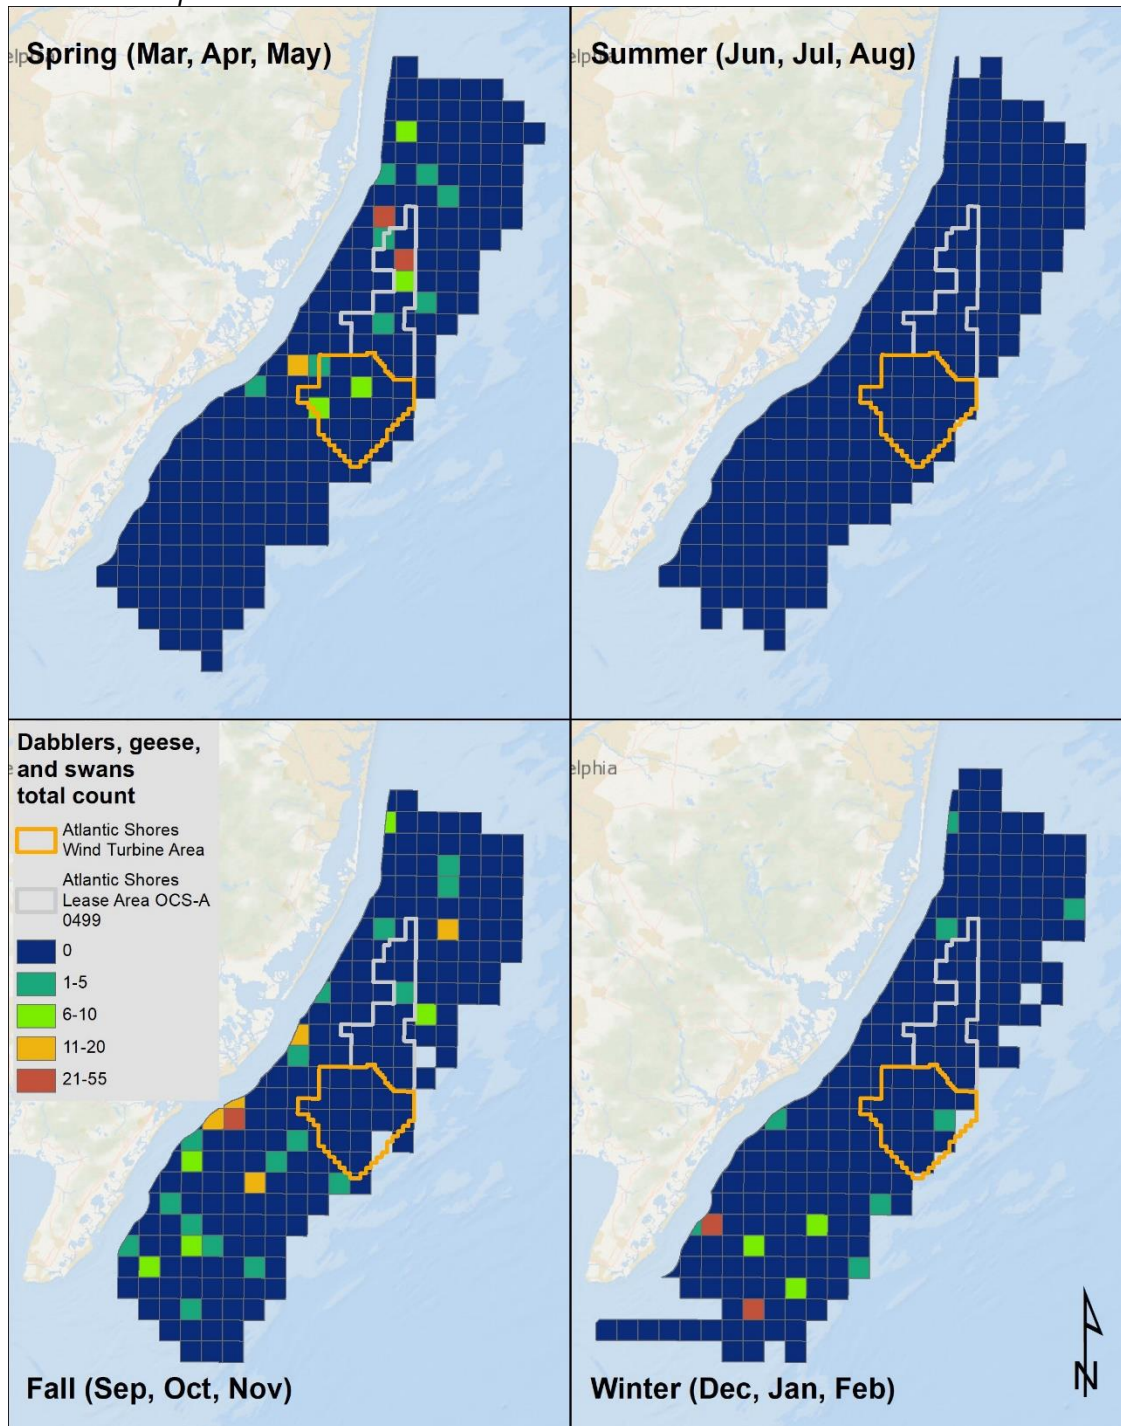 Spring (Mar, Apr, May)
elphia
Summer (Jun, Jul, Aug)
Dabblers, geese,
and swans
total count
Atlantic Shores
Wind Turbine Area
Atlantic Shores
Lease Area OCS-A
0499
0
1-5
6-10
11-20
21-55
Fall (Sep, Oct, Nov)
elphia
Winter (Dec, Jan, Feb)
N